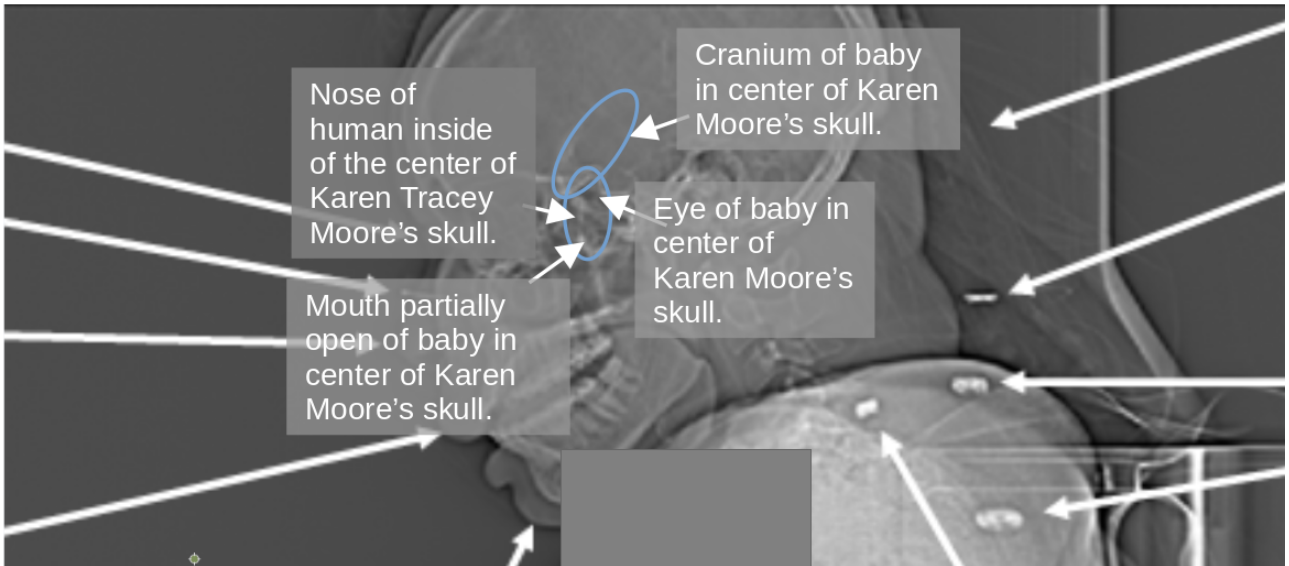 Nose of
human inside
of the center of
Karen Tracey
Moore’s skull.
Cranium of baby
in center of Karen
Moore’s skull.
Eye of baby in
center of
Karen Moore’s
skull.
Mouth partially
open of baby in
center of Karen
Moore’s skull.